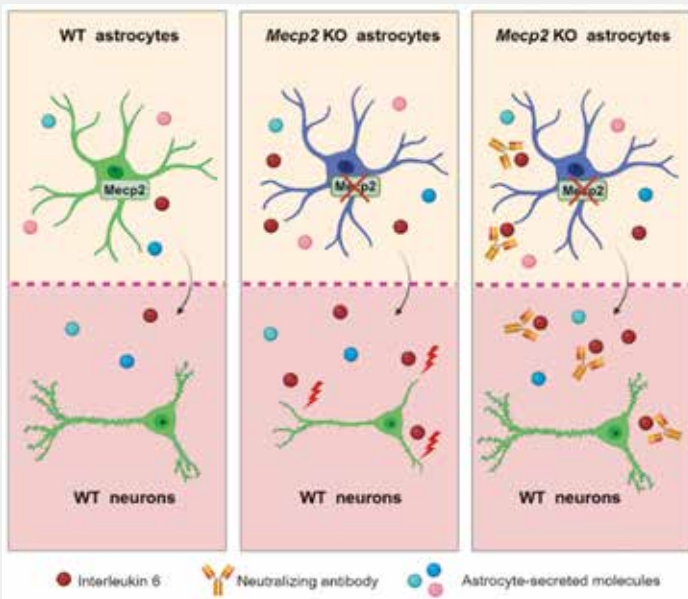 WT astrocytes
Mecp2 KO astrocytes
Mecp2 KO astrocytes
Mecp2
Mecp2
Mecp2
WT neurons
WT neurons
WT neurons
Interleukin 6
Neutralizing antibody
Astrocyte-secreted molecules